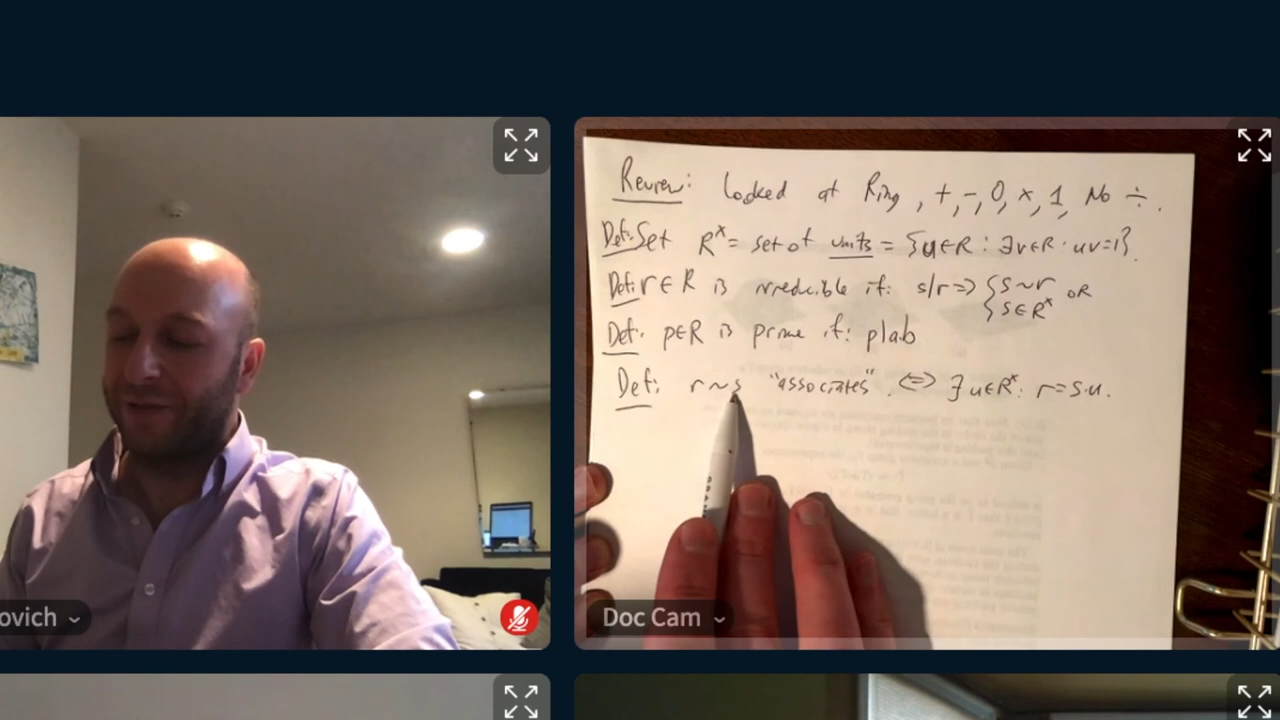 Review: Looked at Ring, +, -, 0, ×, 1, No ÷.
Def: Set R^× = set of units = {u∈R : ∃v∈R · uv=1}.
Def: r∈R is irreducible if: s|r => { s~r OR
s∈R^×
Def: p∈R is prime if: p|ab
Def: r~s "associates". <=> ∃u∈R^×: r=s·u.
ovich
Doc Cam